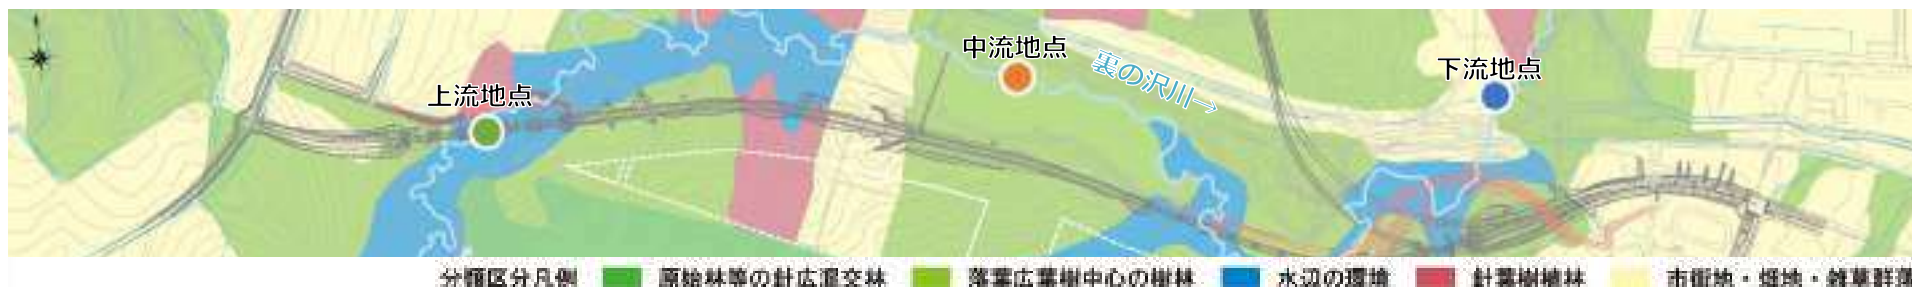 中流地点
裏の沢川→
下流地点
上流地点
分類区分凡例 原始林等の針広混交林 落葉広葉樹中心の樹林 水辺の環境 針葉樹植林 市街地・畑地・雑草群落